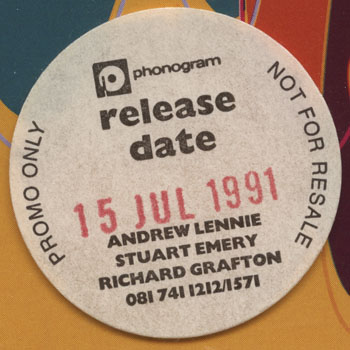 phonogram
release
date
PROMO ONLY
NOT FOR RESALE
15 JUL 1991
ANDREW LENNIE
STUART EMERY
RICHARD GRAFTON
081 741 1212/1571